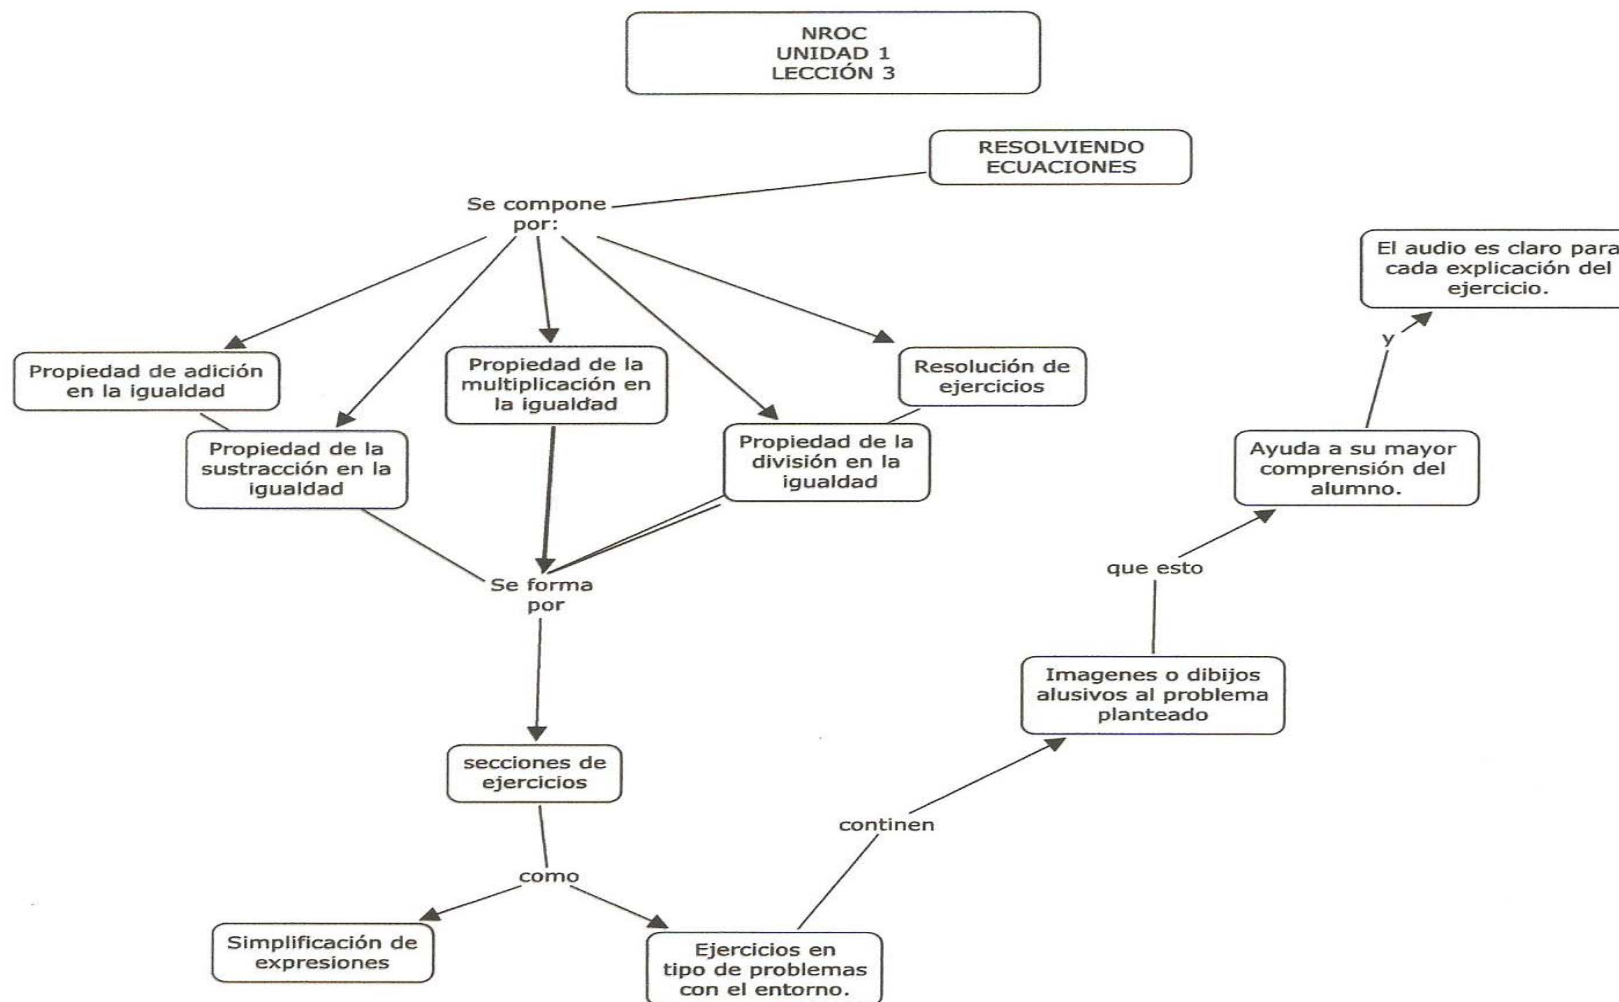 NROC
UNIDAD 1
LECCIÓN 3
RESOLVIENDO
ECUACIONES
Se compone
por:
El audio es claro para
cada explicación del
ejercicio.
y
Propiedad de adición
en la igualdad
Propiedad de la
multiplicación en
la igualdad
Resolución de
ejercicios
Propiedad de la
sustracción en la
igualdad
Propiedad de la
división en la
igualdad
Ayuda a su mayor
comprensión del
alumno.
que esto
Se forma
por
Imagenes o dibijos
alusivos al problema
planteado
secciones de
ejercicios
continen
como
Simplificación de
expresiones
Ejercicios en
tipo de problemas
con el entorno.